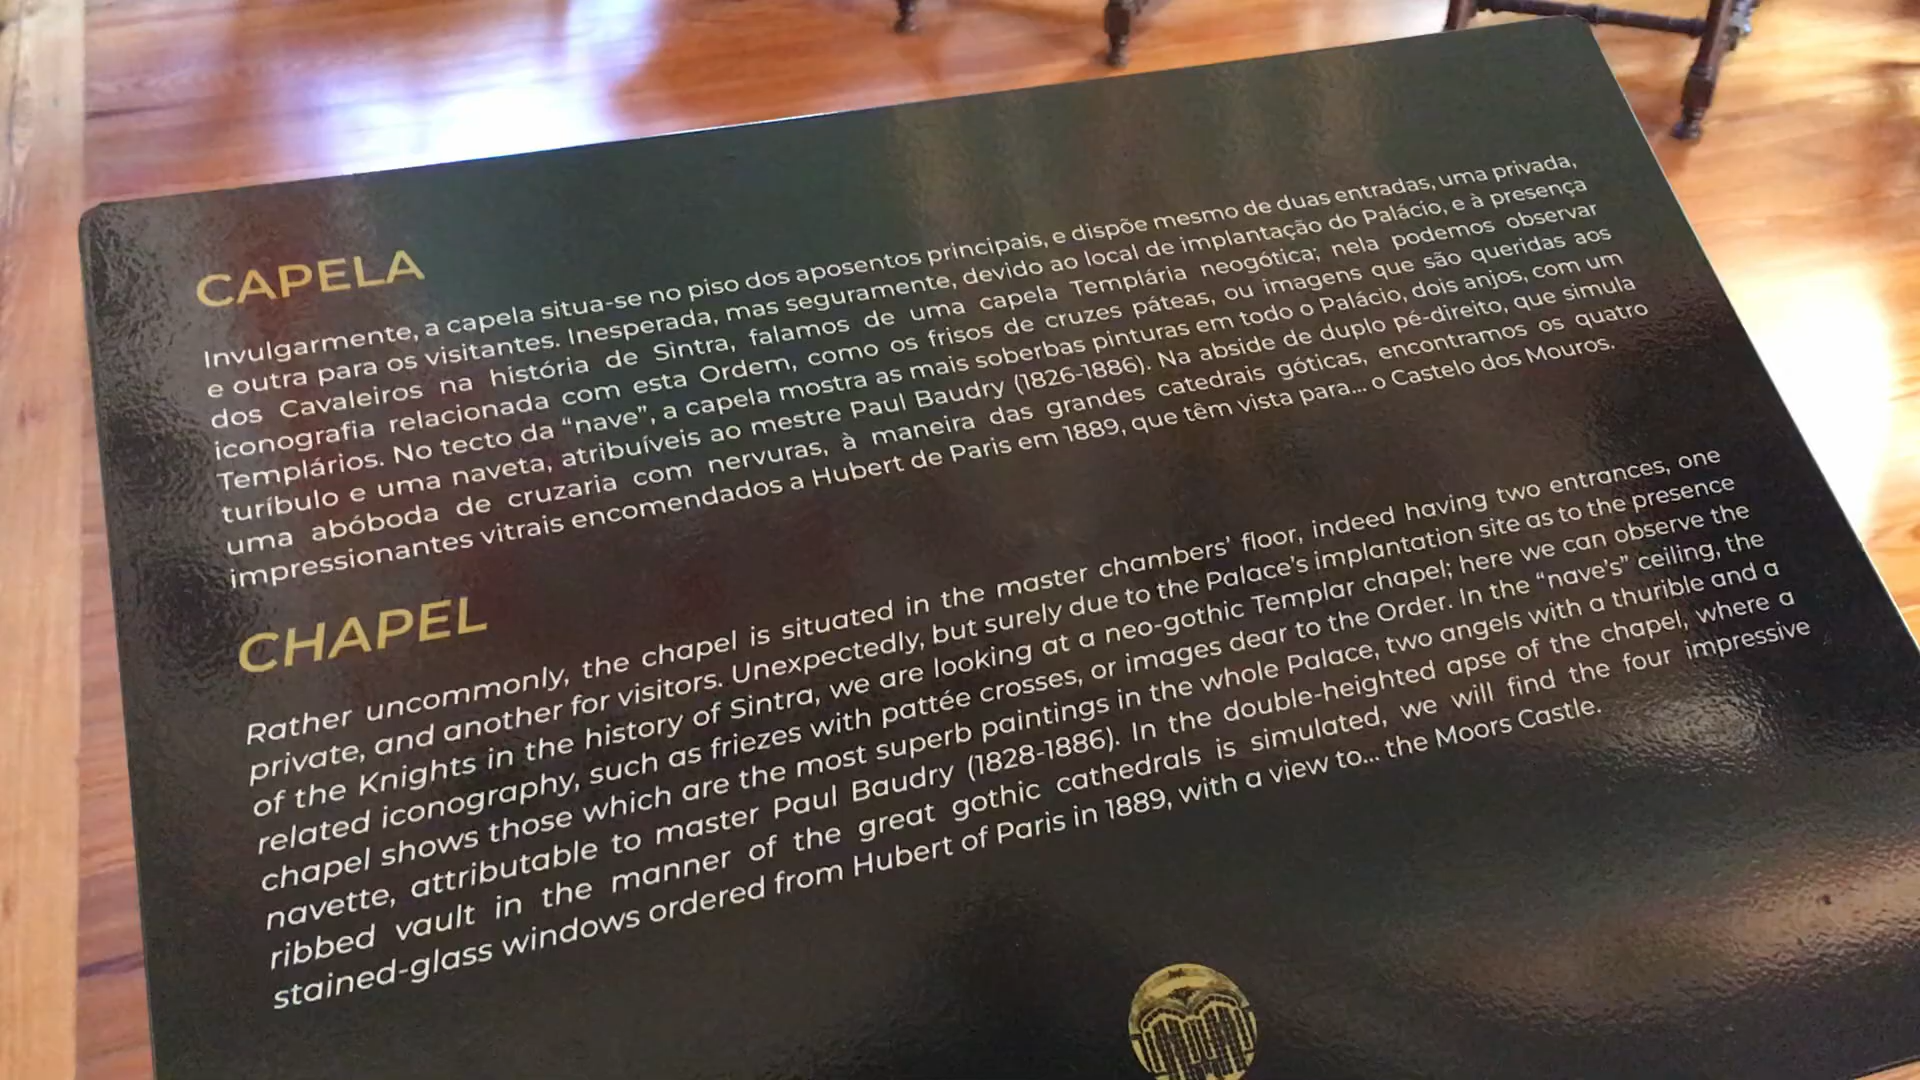 CAPELA
Invulgarmente, a capela situa-se no piso dos aposentos principais, e dispõe mesmo de duas entradas, uma privada,
e outra para os visitantes. Inesperada, mas seguramente, devido ao local de implantação do Palácio, e à presença
dos Cavaleiros na história de Sintra, falamos de uma capela Templária neogótica; nela podemos observar
iconografia relacionada com esta Ordem, como os frisos de cruzes páteas, ou imagens que são queridas aos
Templários. No tecto da “nave”, a capela mostra as mais soberbas pinturas em todo o Palácio, dois anjos, com um
turíbulo e uma naveta, atribuíveis ao mestre Paul Baudry (1826-1886). Na abside de duplo pé-direito, que simula
uma abóboda de cruzaria com nervuras, à maneira das grandes catedrais góticas, encontramos os quatro
impressionantes vitrais encomendados a Hubert de Paris em 1889, que têm vista para... o Castelo dos Mouros.
CHAPEL
Rather uncommonly, the chapel is situated in the master chambers’ floor, indeed having two entrances, one
private, and another for visitors. Unexpectedly, but surely due to the Palace’s implantation site as to the presence
of the Knights in the history of Sintra, we are looking at a neo-gothic Templar chapel; here we can observe the
related iconography, such as friezes with pattée crosses, or images dear to the Order. In the “nave’s” ceiling, the
chapel shows those which are the most superb paintings in the whole Palace, two angels with a thurible and a
navette, attributable to master Paul Baudry (1828-1886). In the double-heighted apse of the chapel, where a
ribbed vault in the manner of the great gothic cathedrals is simulated, we will find the four impressive
stained-glass windows ordered from Hubert of Paris in 1889, with a view to... the Moors Castle.